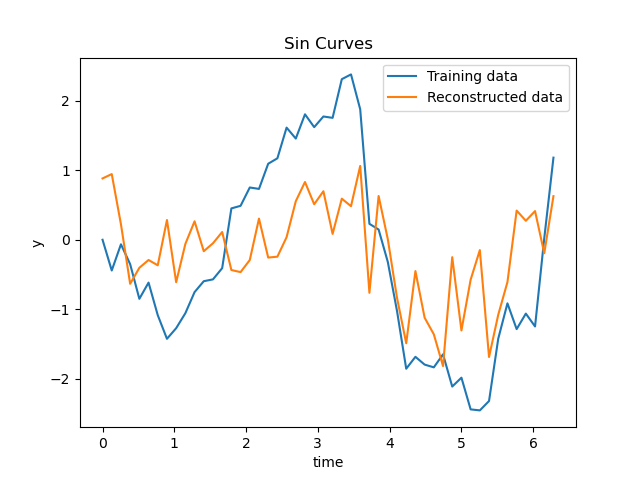 Sin Curves
Training data
Reconstructed data
2
1
0
−1
−2
y
0 1 2 3 4 5 6
time